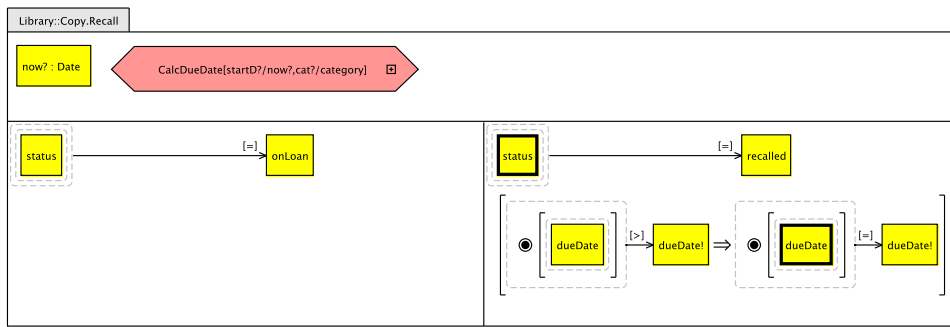 Library::Copy.Recall
now? : Date
CalcDueDate[startD?/now?,cat?/category]
status [=] onLoan
status [=] recalled
dueDate [>] dueDate! ⇒ dueDate [=] dueDate!